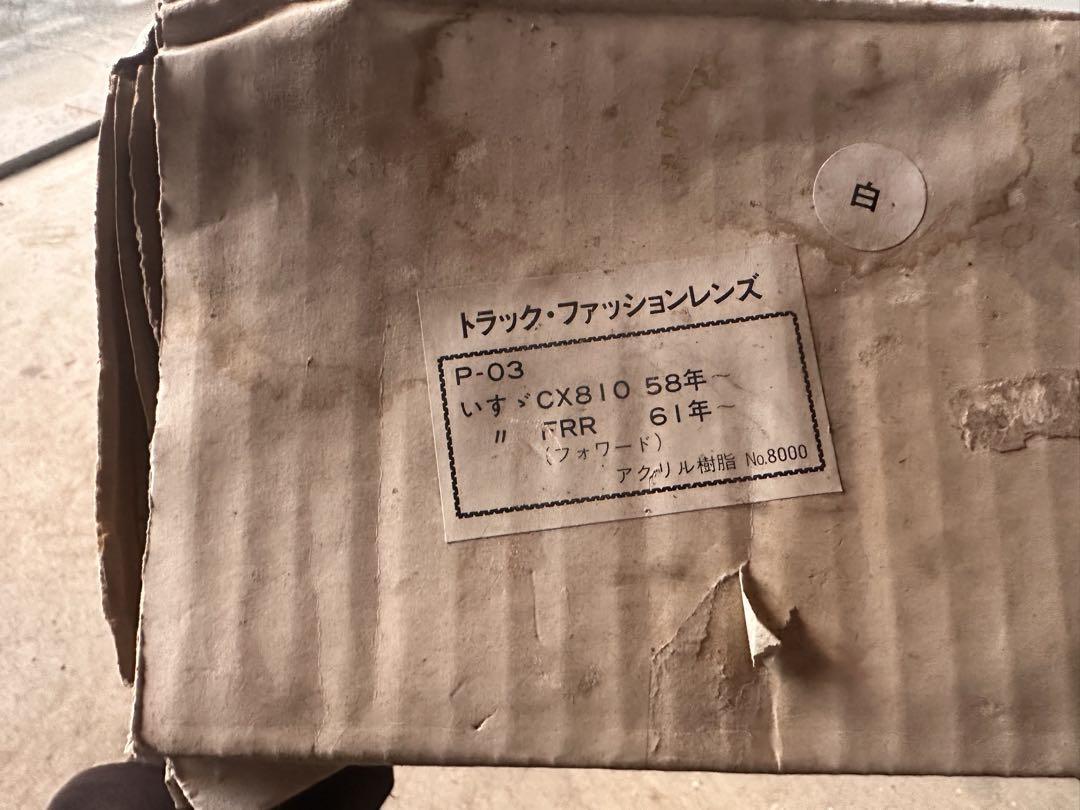 白
トラック・ファッションレンズ
P-03
いすゞCX810 58年～
〃 FRR 61年～
(フォワード)
アクリル樹脂 No.8000